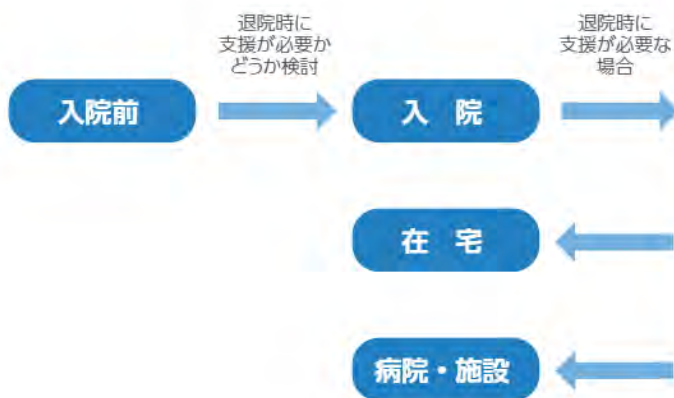 退院時に
支援が必要か
どうか検討
退院時に
支援が必要な
場合
入院前
入 院
在 宅
病院・施設